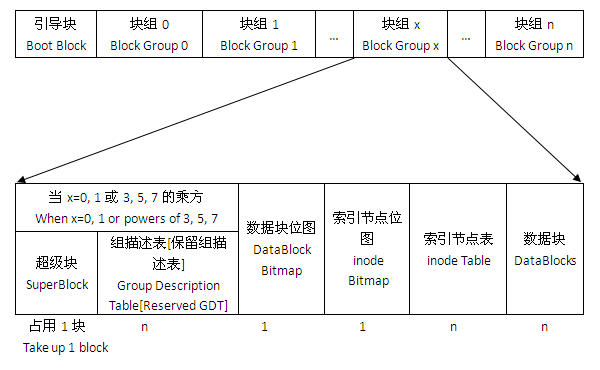 引导块
Boot Block
块组 0
Block Group 0
块组 1
Block Group 1
...
块组 x
Block Group x
...
块组 n
Block Group n
当 x=0, 1 或 3, 5, 7 的乘方
When x=0, 1 or powers of 3, 5, 7
超级块
SuperBlock
组描述表[保留组描
述表]
Group Description
Table[Reserved GDT]
数据块位图
DataBlock
Bitmap
索引节点位
图
inode
Bitmap
索引节点表
inode Table
数据块
DataBlocks
占用 1 块
Take up 1 block
n
1
1
n
n